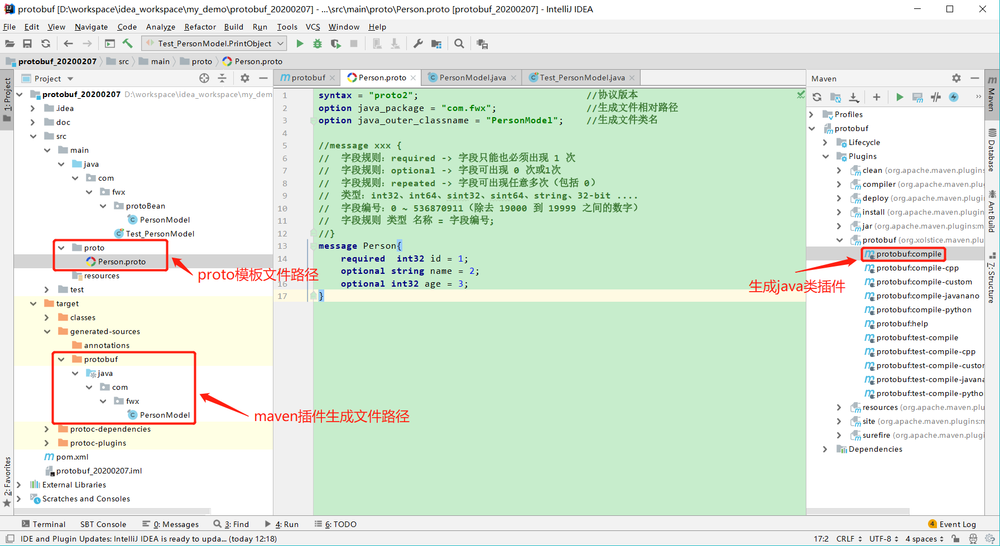 protobuf [D:\workspace\idea_workspace\my_demo\protobuf_20200207] - ...\src\main\proto\Person.proto [protobuf_20200207] - IntelliJ IDEA
File Edit View Navigate Code Analyze Refactor Build Run Tools VCS Window Help
Test_PersonModel.PrintObject
protobuf_20200207 src main proto Person.proto
1: Project
2: Favorites
Project
protobuf_20200207 D:\workspace\idea_workspace\my_dem
.idea
doc
src
main
java
com
fwx
protoBean
PersonModel
Test_PersonModel
proto
Person.proto
resources
test
target
classes
generated-sources
annotations
protobuf
java
com
fwx
PersonModel
protoc-dependencies
protoc-plugins
pom.xml
protobuf_20200207.iml
External Libraries
Scratches and Consoles
proto模板文件路径
maven插件生成文件路径
protobuf Person.proto PersonModel.java Test_PersonModel.java
1 syntax = "proto2"; //协议版本
2 option java_package = "com.fwx"; //生成文件相对路径
3 option java_outer_classname = "PersonModel"; //生成文件类名
4
5 //message xxx {
6 // 字段规则：required -> 字段只能也必须出现 1 次
7 // 字段规则：optional -> 字段可出现 0 次或1次
8 // 字段规则：repeated -> 字段可出现任意多次（包括 0）
9 // 类型：int32、int64、sint32、sint64、string、32-bit ....
10 // 字段编号：0 ~ 536870911（除去 19000 到 19999 之间的数字）
11 // 字段规则 类型 名称 = 字段编号;
12 //}
13 message Person{
14 required int32 id = 1;
optional string name = 2;
16 optional int32 age = 3;
17 }
Maven
Profiles
protobuf
Lifecycle
Plugins
clean (org.apache.maven.plugins
compiler (org.apache.maven.plu
deploy (org.apache.maven.plugi
install (org.apache.maven.plugin
jar (org.apache.maven.plugins:m
protobuf (org.xolstice.maven.plu
protobuf:compile
protobuf:compile-cpp
protobuf:compile-custom
protobuf:compile-javanano
protobuf:compile-python
protobuf:help
protobuf:test-compile
protobuf:test-compile-cpp
protobuf:test-compile-custor
protobuf:test-compile-javana
protobuf:test-compile-pytho
resources (org.apache.maven.plu
site (org.apache.maven.plugins:n
surefire (org.apache.maven.plugi
Dependencies
生成java类插件
Maven
Database
Ant Build
7: Structure
Terminal SBT Console 0: Messages 3: Find 4: Run 6: TODO 4 Event Log
IDE and Plugin Updates: IntelliJ IDEA is ready to upda... (today 12:18) 17:2 CRLF UTF-8 4 spaces